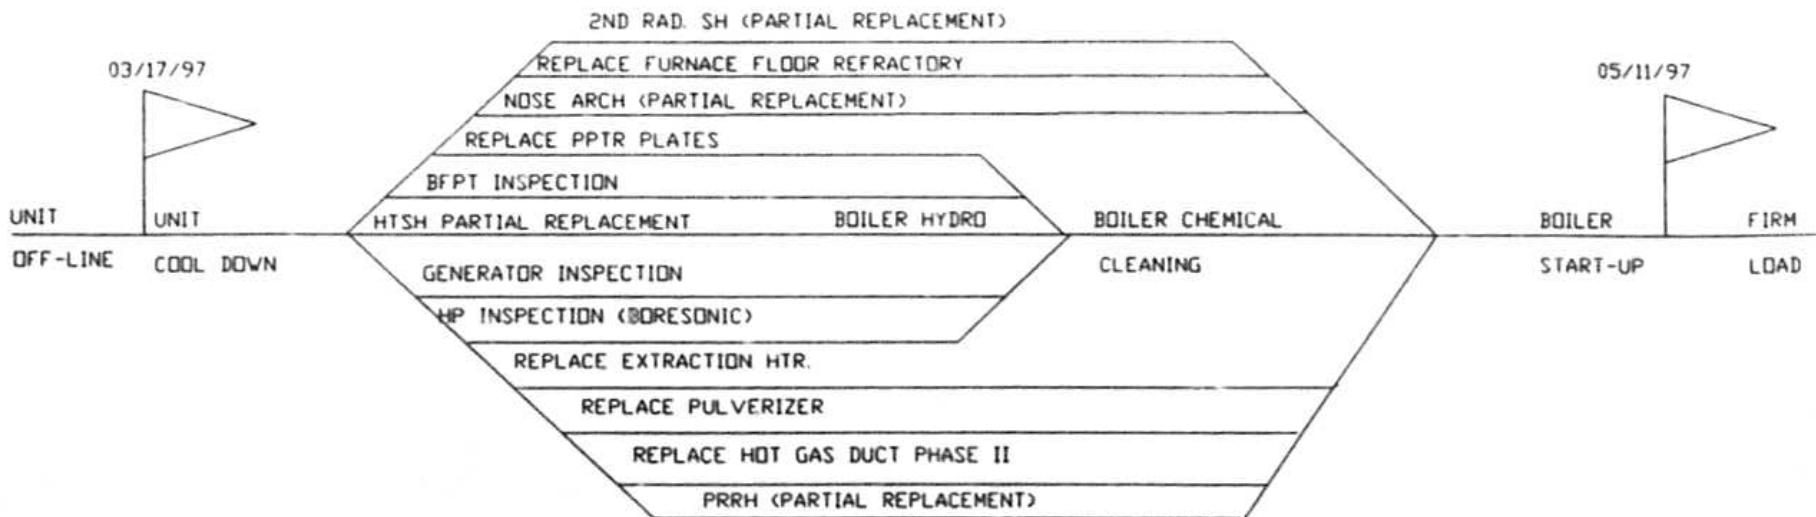 2ND RAD. SH (PARTIAL REPLACEMENT)
03/17/97
REPLACE FURNACE FLOOR REFRACTORY
05/11/97
NOSE ARCH (PARTIAL REPLACEMENT)
REPLACE PPTR PLATES
BFPT INSPECTION
UNIT
UNIT
HTSH PARTIAL REPLACEMENT
BOILER HYDRO
BOILER CHEMICAL
BOILER
FIRM
OFF-LINE
COOL DOWN
GENERATOR INSPECTION
CLEANING
START-UP
LOAD
HP INSPECTION (BORESONIC)
REPLACE EXTRACTION HTR.
REPLACE PULVERIZER
REPLACE HOT GAS DUCT PHASE II
PRRH (PARTIAL REPLACEMENT)